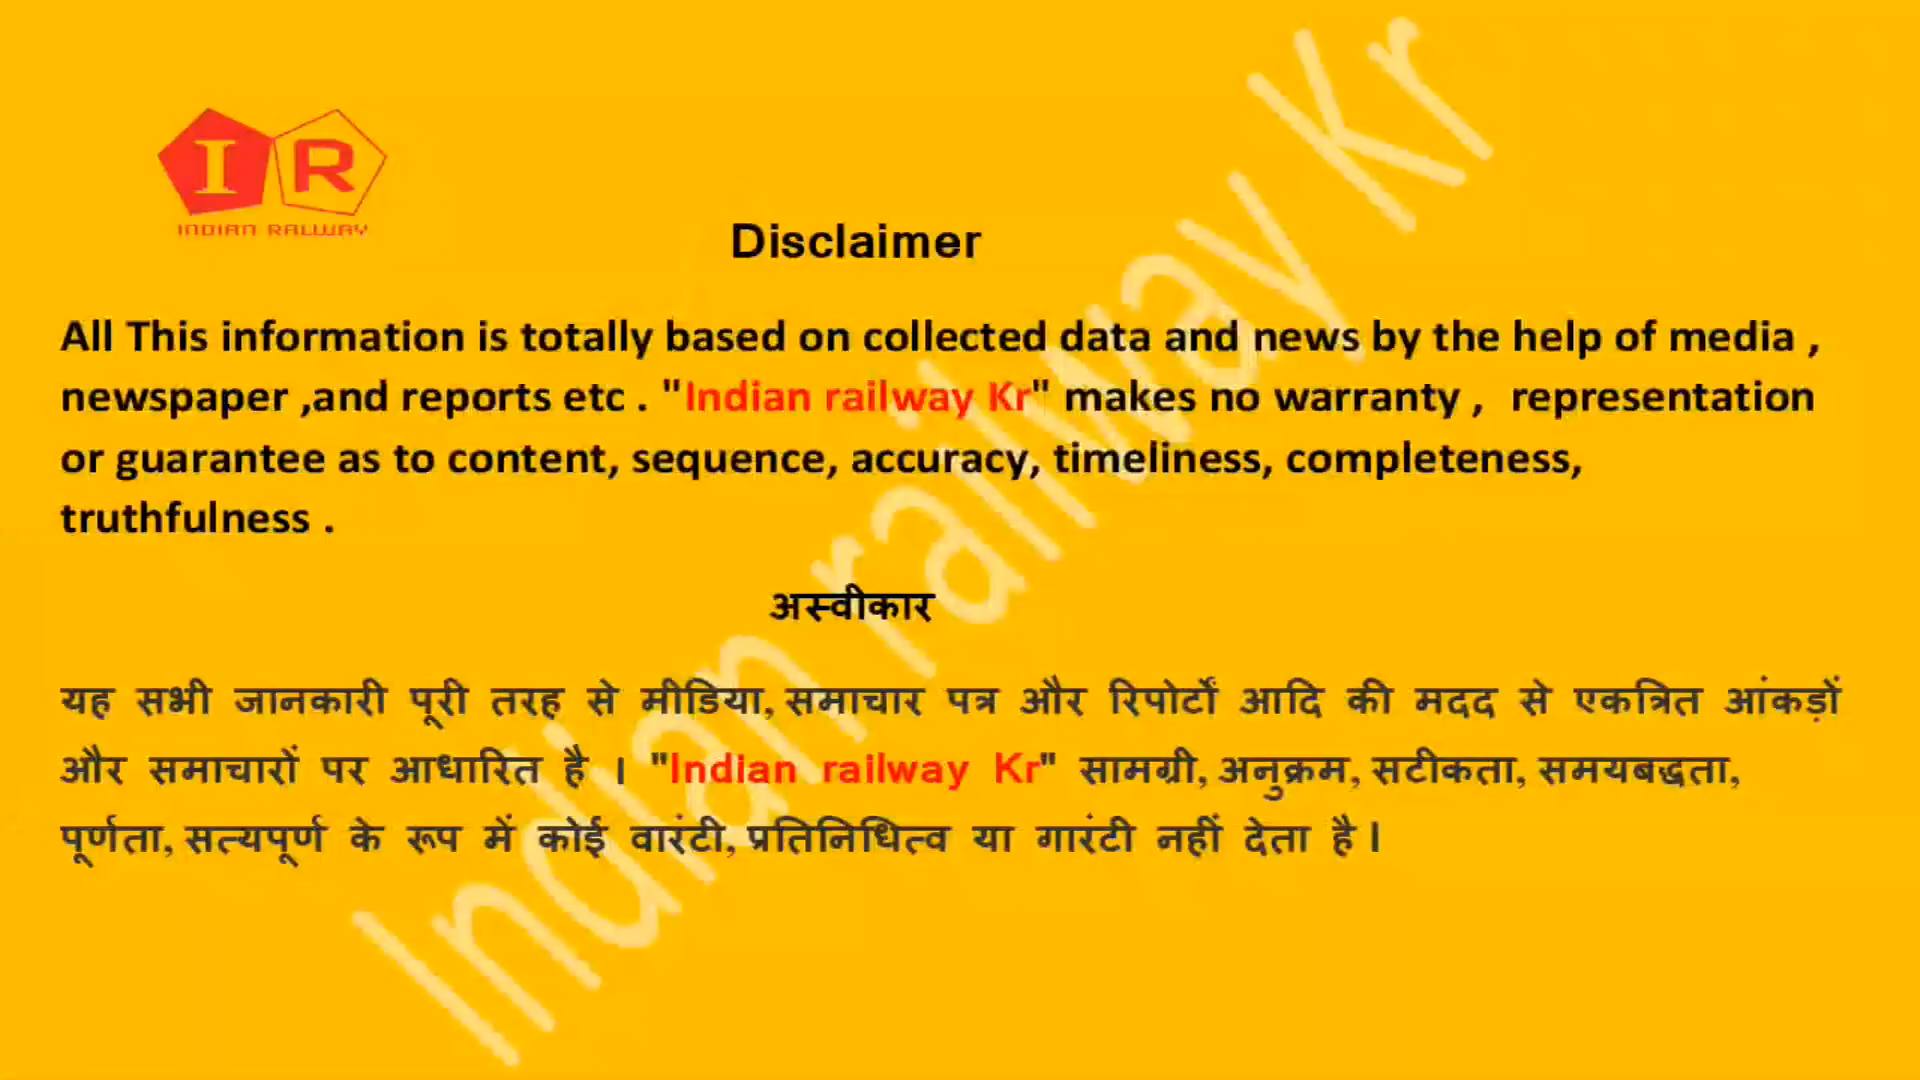 I R
INDIAN RALWAY
Disclaimer
All This information is totally based on collected data and news by the help of media ,
newspaper ,and reports etc . "Indian railway Kr" makes no warranty , representation
or guarantee as to content, sequence, accuracy, timeliness, completeness,
truthfulness .
अस्वीकार
यह सभी जानकारी पूरी तरह से मीडिया, समाचार पत्र और रिपोर्टों आदि की मदद से एकत्रित आंकड़ों
और समाचारों पर आधारित है । "Indian railway Kr" सामग्री, अनुक्रम, सटीकता, समयबद्धता,
पूर्णता, सत्यपूर्ण के रूप में कोई वारंटी, प्रतिनिधित्व या गारंटी नहीं देता है।
Indian railway Kr